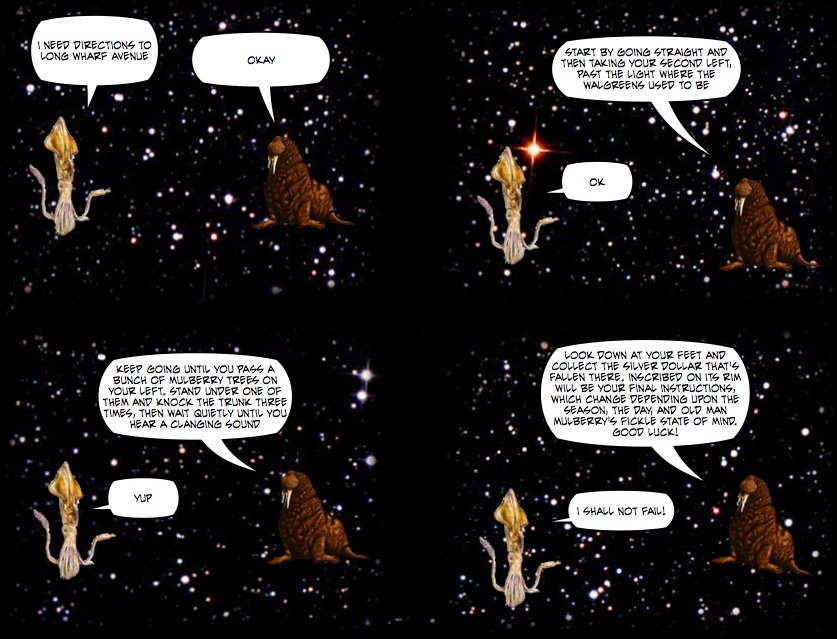 I NEED DIRECTIONS TO
LONG WHARF AVENUE
OKAY
START BY GOING STRAIGHT AND
THEN TAKING YOUR SECOND LEFT,
PAST THE LIGHT WHERE THE
WALGREENS USED TO BE
OK
KEEP GOING UNTIL YOU PASS A
BUNCH OF MULBERRY TREES ON
YOUR LEFT. STAND UNDER ONE OF
THEM AND KNOCK THE TRUNK THREE
TIMES, THEN WAIT QUIETLY UNTIL YOU
HEAR A CLANGING SOUND
YUP
LOOK DOWN AT YOUR FEET AND
COLLECT THE SILVER DOLLAR THAT'S
FALLEN THERE. INSCRIBED ON ITS RIM
WILL BE YOUR FINAL INSTRUCTIONS,
WHICH CHANGE DEPENDING UPON THE
SEASON, THE DAY, AND OLD MAN
MULBERRY'S FICKLE STATE OF MIND.
GOOD LUCK!
I SHALL NOT FAIL!